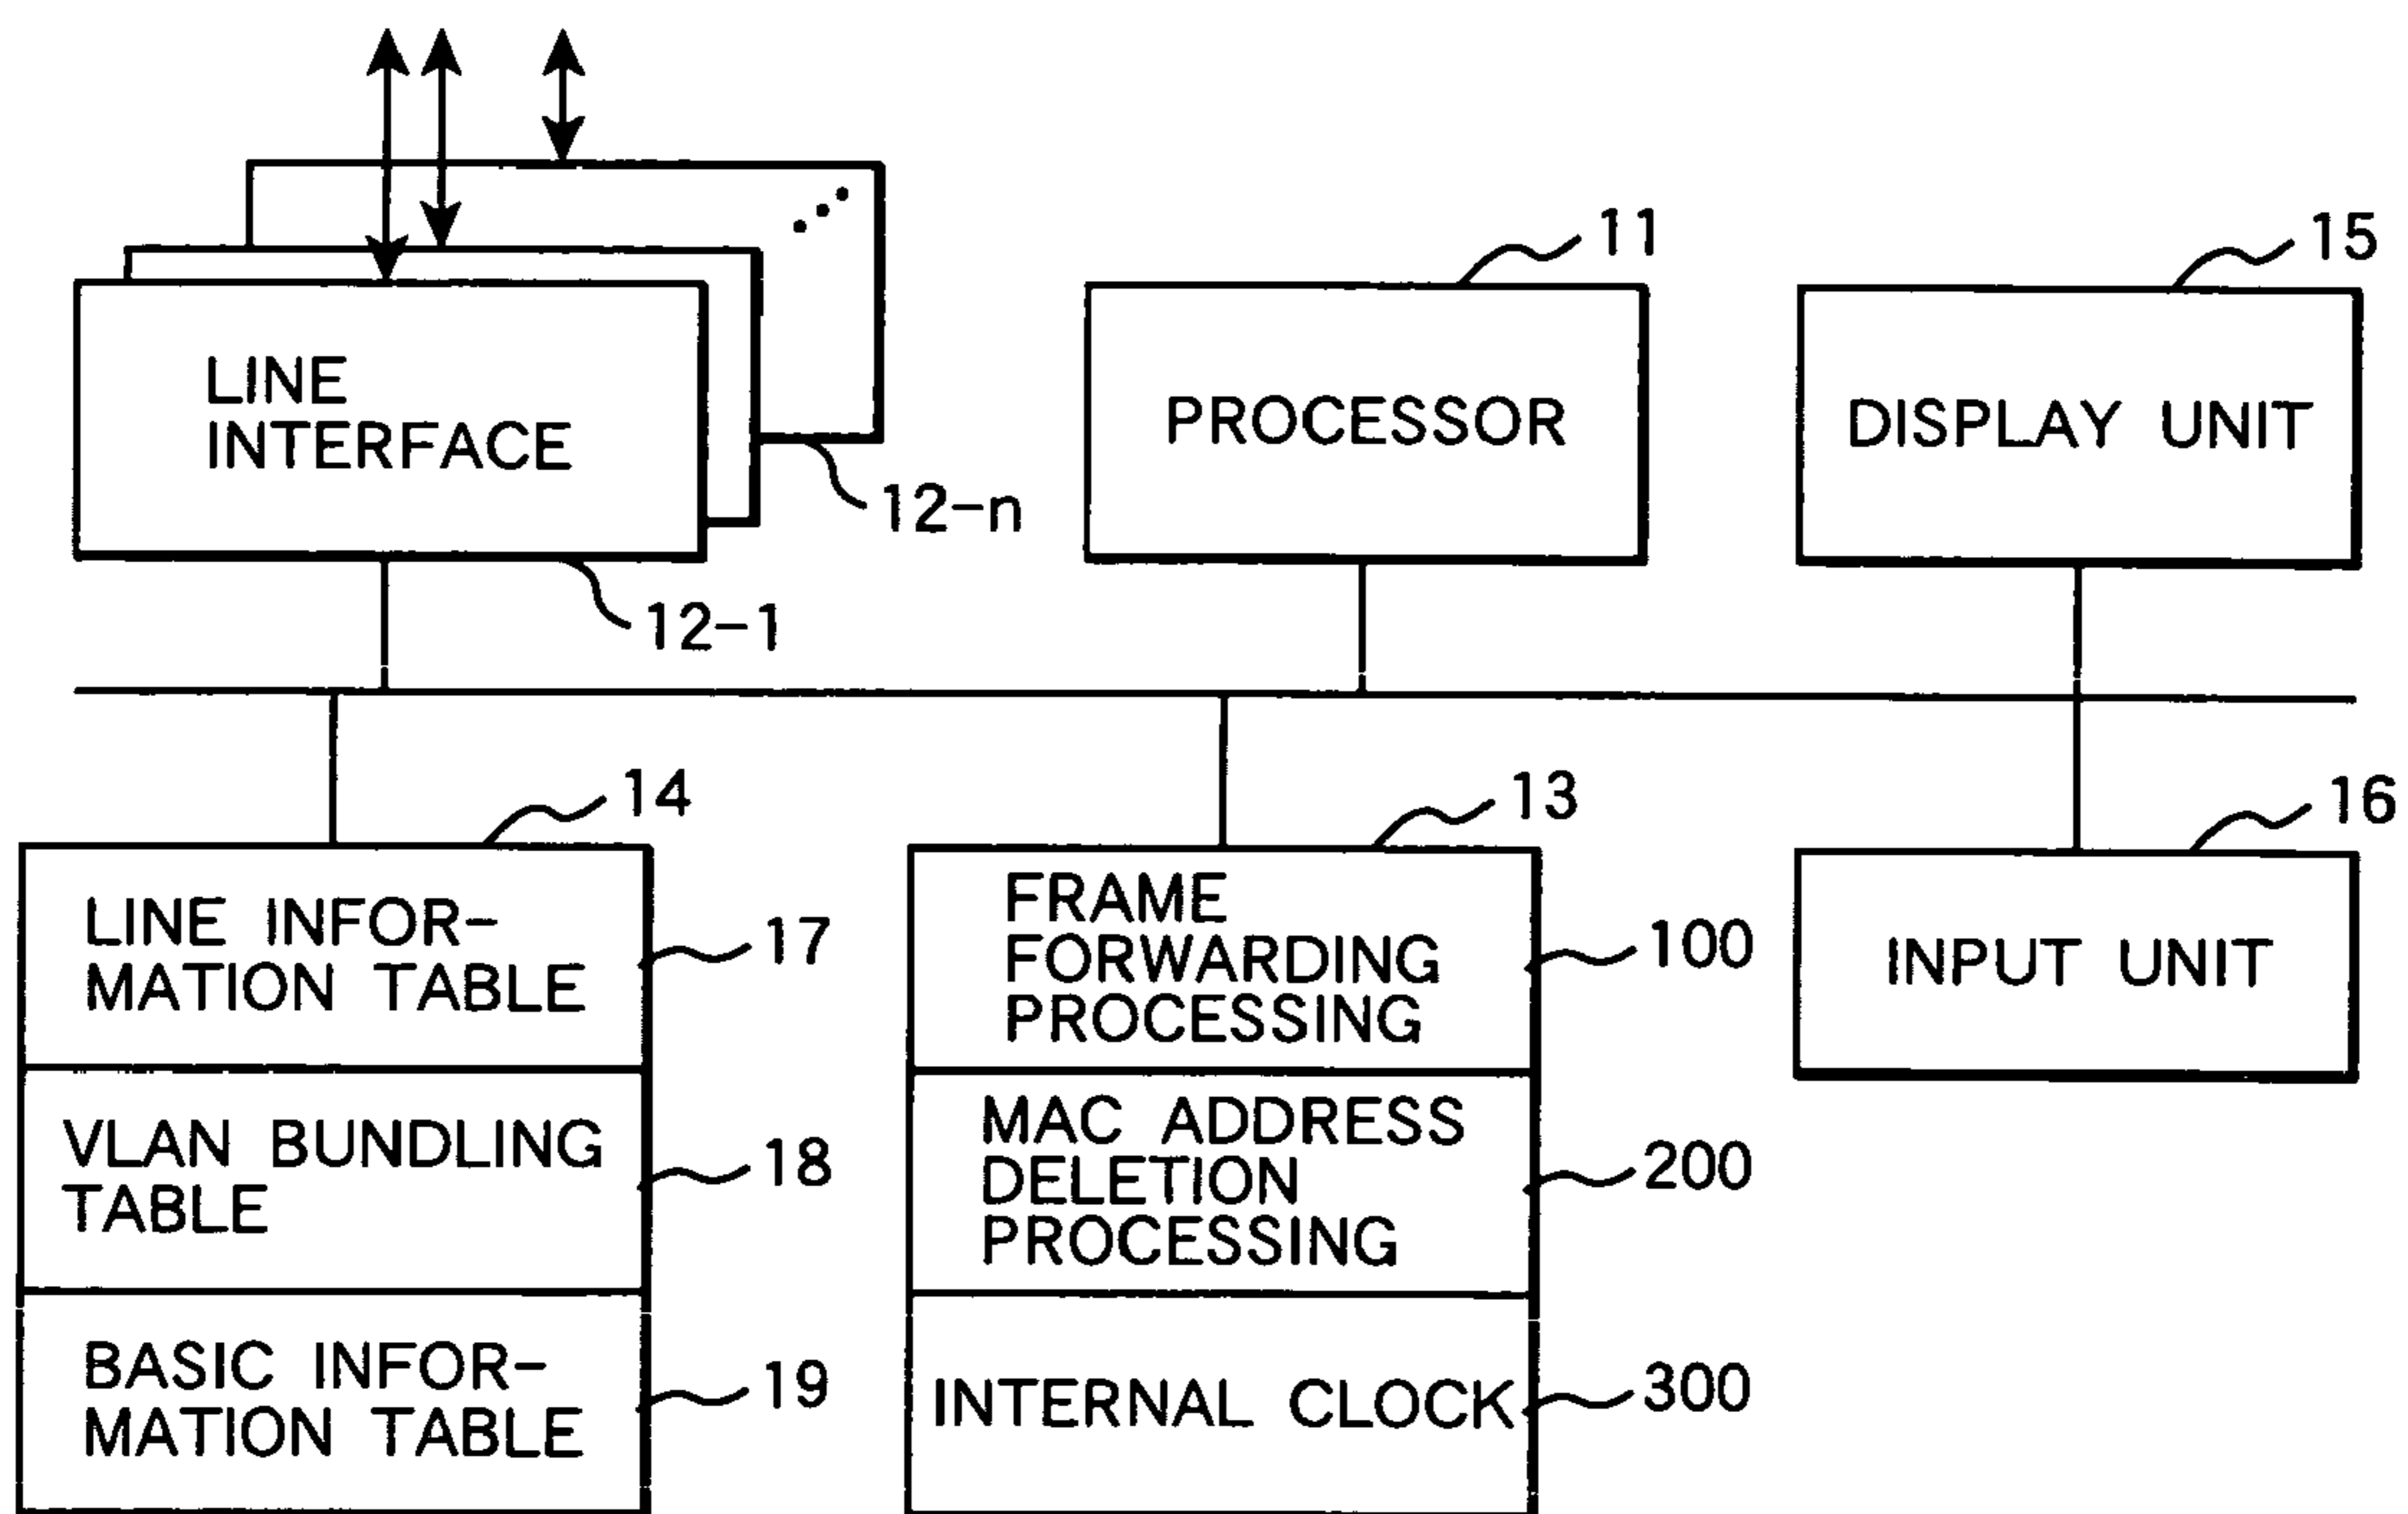 LINE
INTERFACE
12-n
12-1
PROCESSOR
11
DISPLAY UNIT
15
14
LINE INFOR-
MATION TABLE
17
VLAN BUNDLING
TABLE
18
BASIC INFOR-
MATION TABLE
19
13
FRAME
FORWARDING
PROCESSING
100
MAC ADDRESS
DELETION
PROCESSING
200
INTERNAL CLOCK
300
16
INPUT UNIT